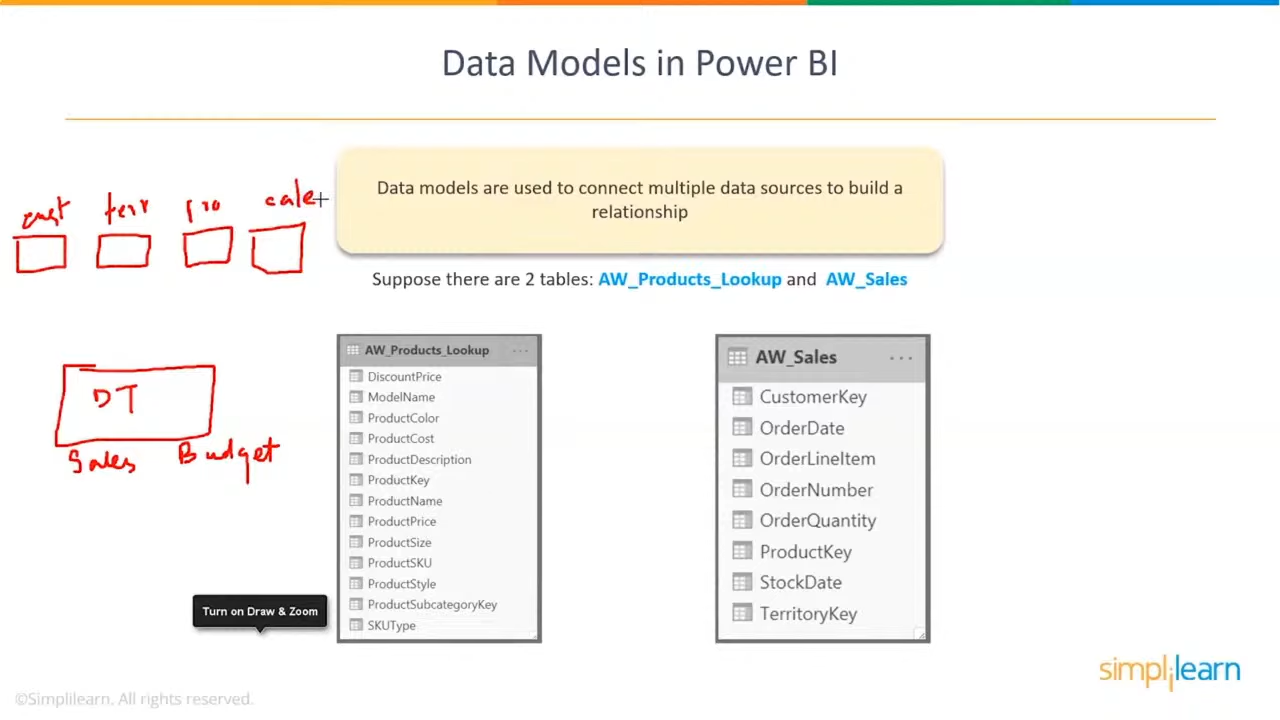 Data Models in Power BI
Data models are used to connect multiple data sources to build a
relationship
cust terr pro cale
Suppose there are 2 tables: AW_Products_Lookup and AW_Sales
DT
Sales Budget
AW_Products_Lookup
DiscountPrice
ModelName
ProductColor
ProductCost
ProductDescription
ProductKey
ProductName
ProductPrice
ProductSize
ProductSKU
ProductStyle
ProductSubcategoryKey
SKUType
AW_Sales
CustomerKey
OrderDate
OrderLineItem
OrderNumber
OrderQuantity
ProductKey
StockDate
TerritoryKey
Turn on Draw & Zoom
simplilearn
©Simplilearn. All rights reserved.